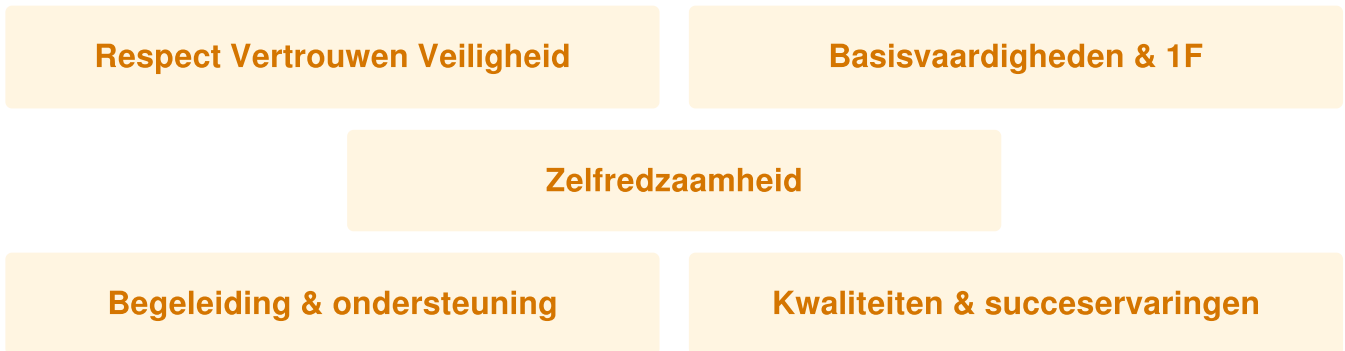 Respect Vertrouwen Veiligheid
Basisvaardigheden & 1F
Zelfredzaamheid
Begeleiding & ondersteuning
Kwaliteiten & succeservaringen